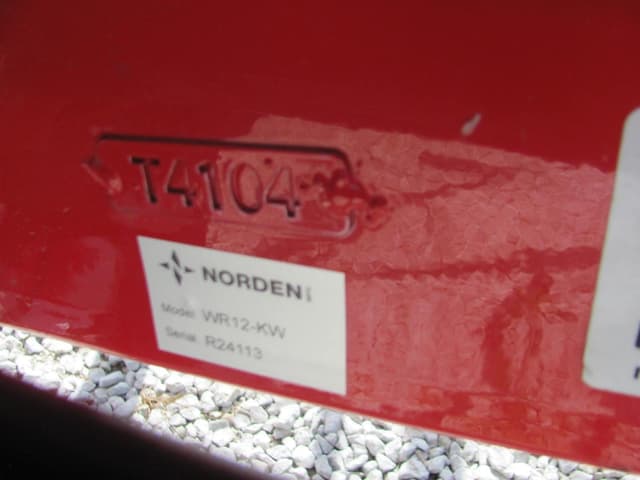 T4104
NORDEN
Model: WR12-KW
Serial: R24113